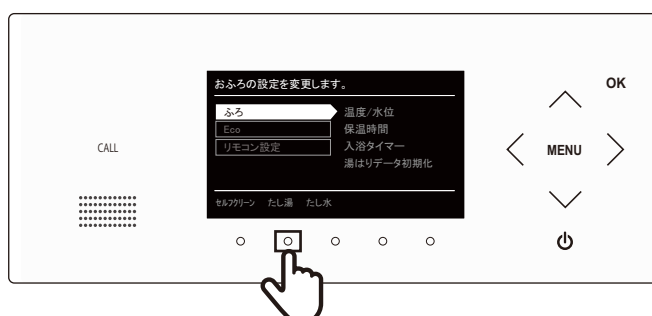 おふろの設定を変更します。
ふろ
Eco
リモコン設定
温度/水位
保温時間
入浴タイマー
湯はりデータ初期化
セルフクリーン たし湯 たし水
CALL
OK
MENU